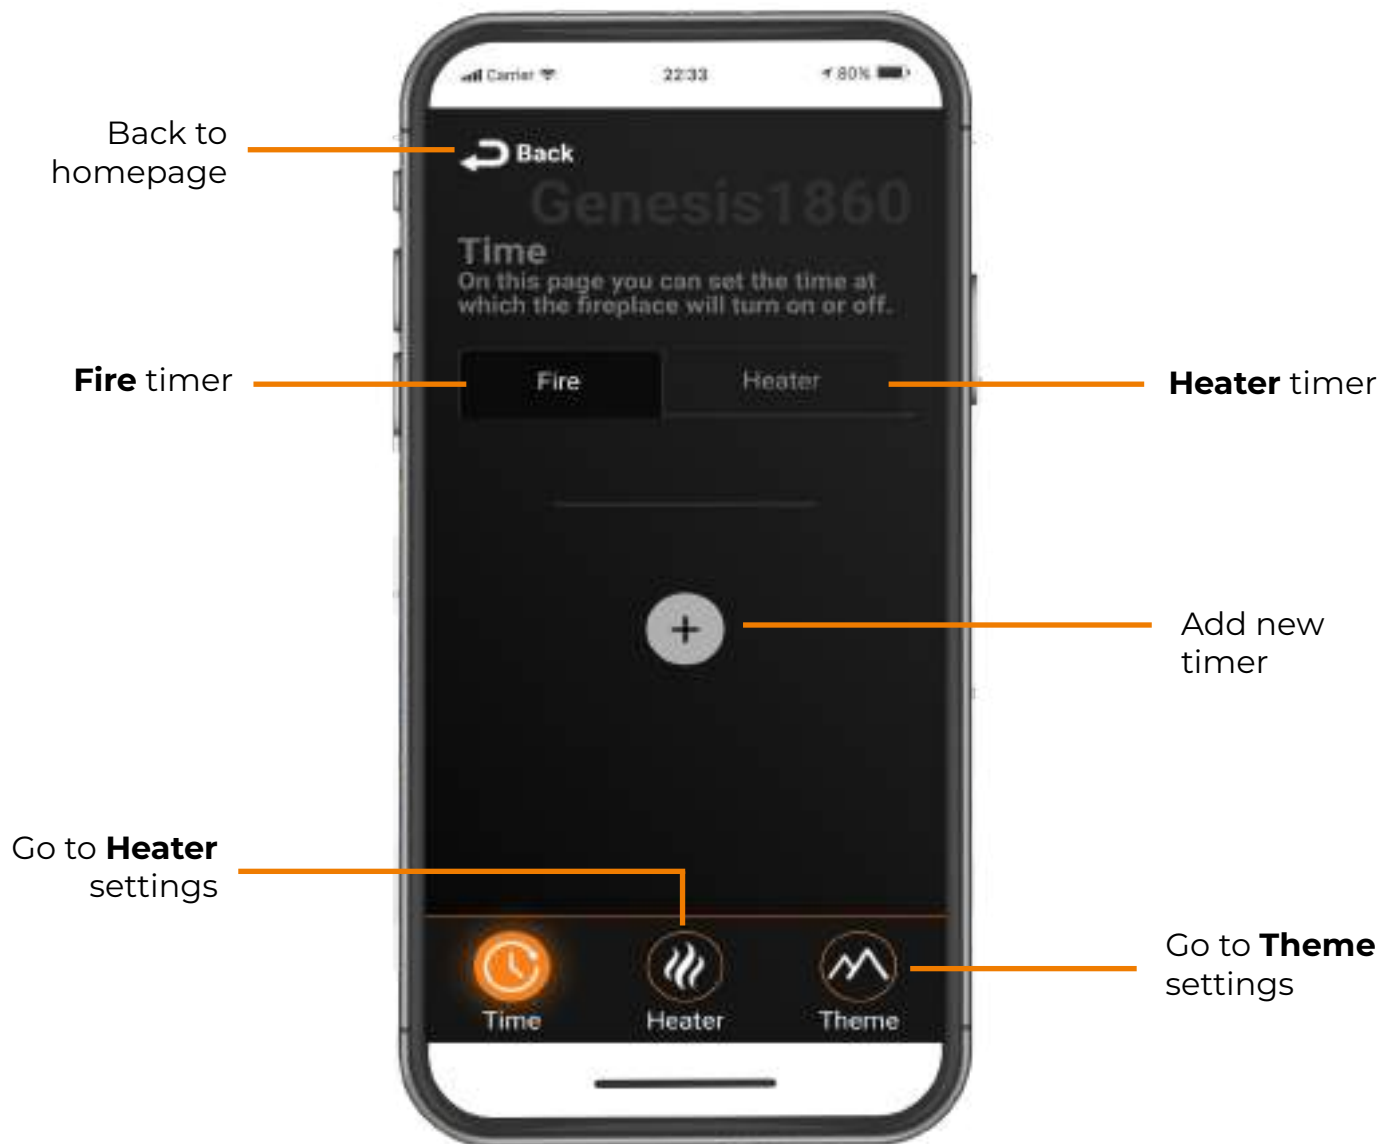 Carrier
22:33
80%
Back to
homepage
Back
Genesis1860
Time
On this page you can set the time at
which the fireplace will turn on or off.
Fire timer
Fire
Heater
Heater timer
+
Add new
timer
Go to Heater
settings
Go to Theme
settings
Time
Heater
Theme